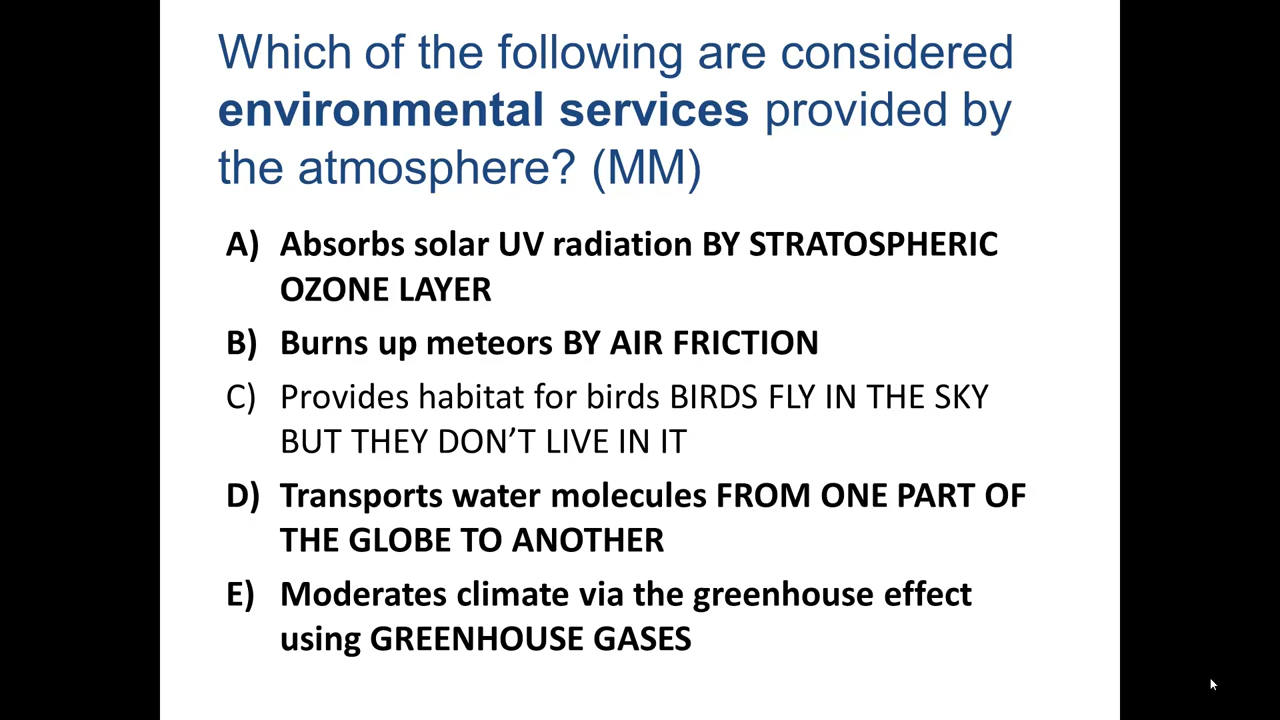 Which of the following are considered
environmental services provided by
the atmosphere? (MM)
A) Absorbs solar UV radiation BY STRATOSPHERIC
OZONE LAYER
B) Burns up meteors BY AIR FRICTION
C) Provides habitat for birds BIRDS FLY IN THE SKY
BUT THEY DON’T LIVE IN IT
D) Transports water molecules FROM ONE PART OF
THE GLOBE TO ANOTHER
E) Moderates climate via the greenhouse effect
using GREENHOUSE GASES